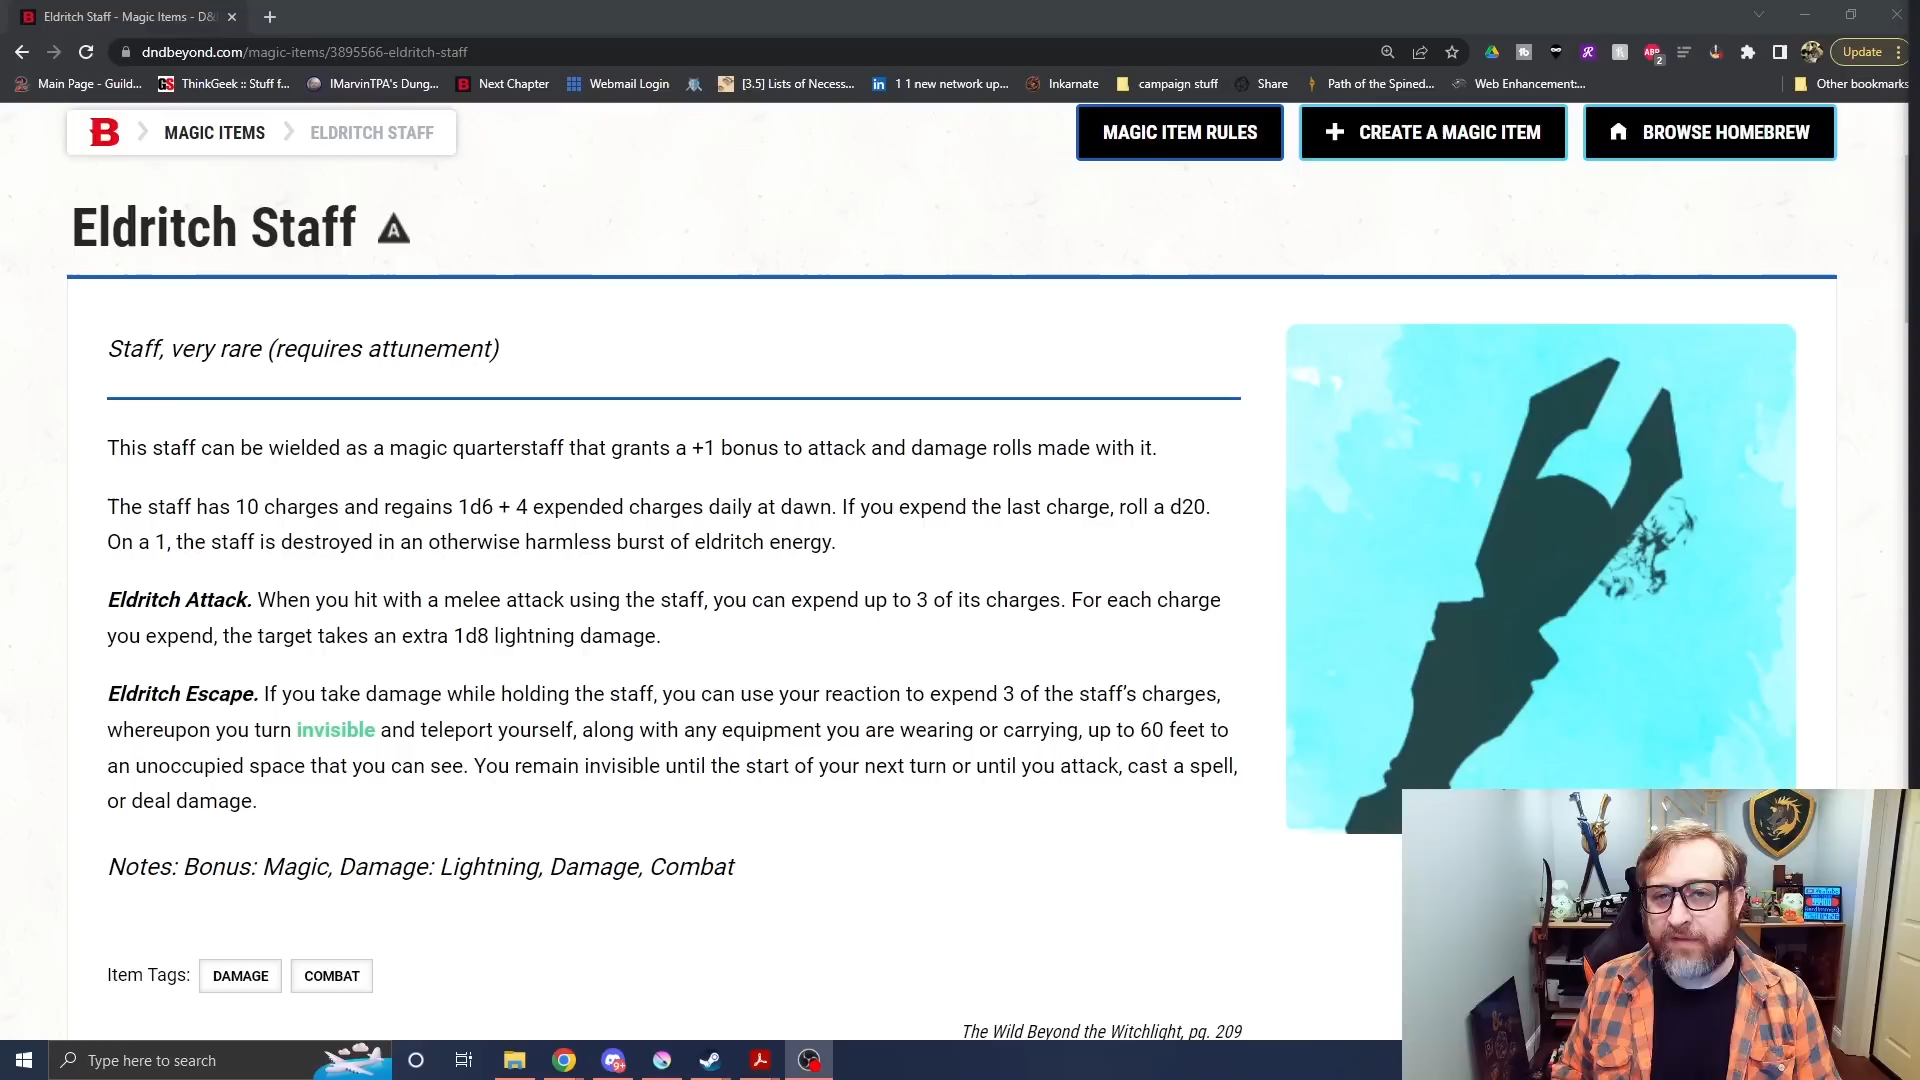 Eldritch Staff - Magic Items - D&
dndbeyond.com/magic-items/3895566-eldritch-staff
ABP
2
Update
Main Page - Guild...
ThinkGeek :: Stuff f...
IMarvinTPA's Dung...
Next Chapter
Webmail Login
[3.5] Lists of Necess...
1 1 new network up...
Inkarnate
campaign stuff
Share
Path of the Spined...
Web Enhancement:...
Other bookmarks
B
MAGIC ITEMS
ELDRITCH STAFF
MAGIC ITEM RULES
CREATE A MAGIC ITEM
BROWSE HOMEBREW
Eldritch Staff
A
Staff, very rare (requires attunement)
This staff can be wielded as a magic quarterstaff that grants a +1 bonus to attack and damage rolls made with it.
The staff has 10 charges and regains 1d6 + 4 expended charges daily at dawn. If you expend the last charge, roll a d20.
On a 1, the staff is destroyed in an otherwise harmless burst of eldritch energy.
Eldritch Attack. When you hit with a melee attack using the staff, you can expend up to 3 of its charges. For each charge
you expend, the target takes an extra 1d8 lightning damage.
Eldritch Escape. If you take damage while holding the staff, you can use your reaction to expend 3 of the staff's charges,
whereupon you turn invisible and teleport yourself, along with any equipment you are wearing or carrying, up to 60 feet to
an unoccupied space that you can see. You remain invisible until the start of your next turn or until you attack, cast a spell,
or deal damage.
Notes: Bonus: Magic, Damage: Lightning, Damage, Combat
Item Tags:
DAMAGE
COMBAT
The Wild Beyond the Witchlight, pg. 209
Type here to search
9+